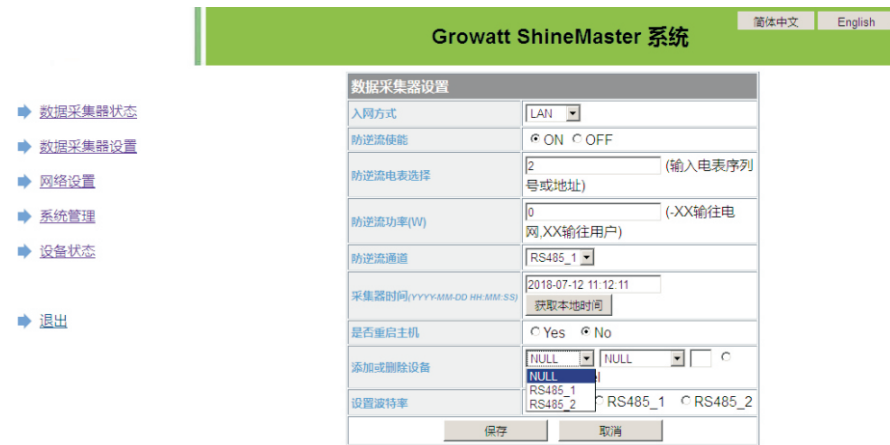 简体中文
English
Growatt ShineMaster 系统
数据采集器状态
数据采集器设置
网络设置
系统管理
设备状态
退出
数据采集器设置
入网方式
LAN
防逆流使能
ON OFF
防逆流电表选择
2 (输入电表序列
号或地址)
防逆流功率(W)
0 (-XX输往电
网,XX输往用户)
防逆流通道
RS485_1
采集器时间(YYYY-MM-DD HH:MM:SS)
2018-07-12 11:12:11
获取本地时间
是否重启主机
Yes No
添加或删除设备
NULL NULL
NULL
RS485_1
RS485_2
设置波特率
RS485_1 RS485_2
保存 取消